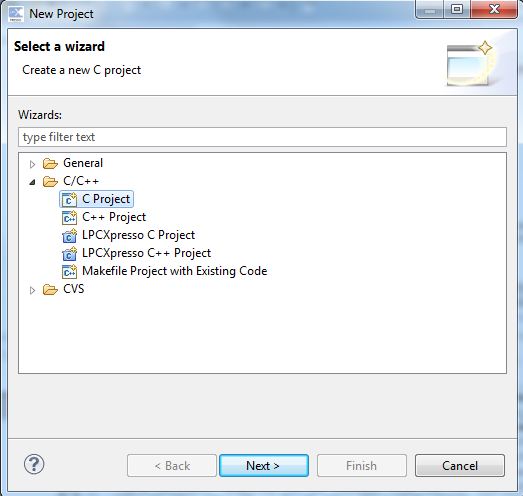 New Project
Select a wizard
Create a new C project
Wizards:
type filter text
General
C/C++
C Project
C++ Project
LPCXpresso C Project
LPCXpresso C++ Project
Makefile Project with Existing Code
CVS
< Back
Next >
Finish
Cancel